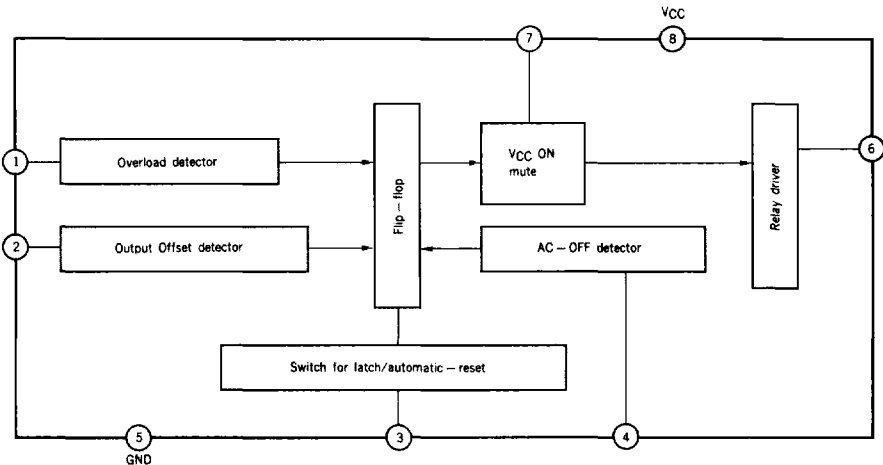 VCC
7
8
1
Overload detector
Flip-flop
VCC ON
mute
Relay driver
6
2
Output Offset detector
AC-OFF detector
Switch for latch/automatic-reset
5
GND
3
4